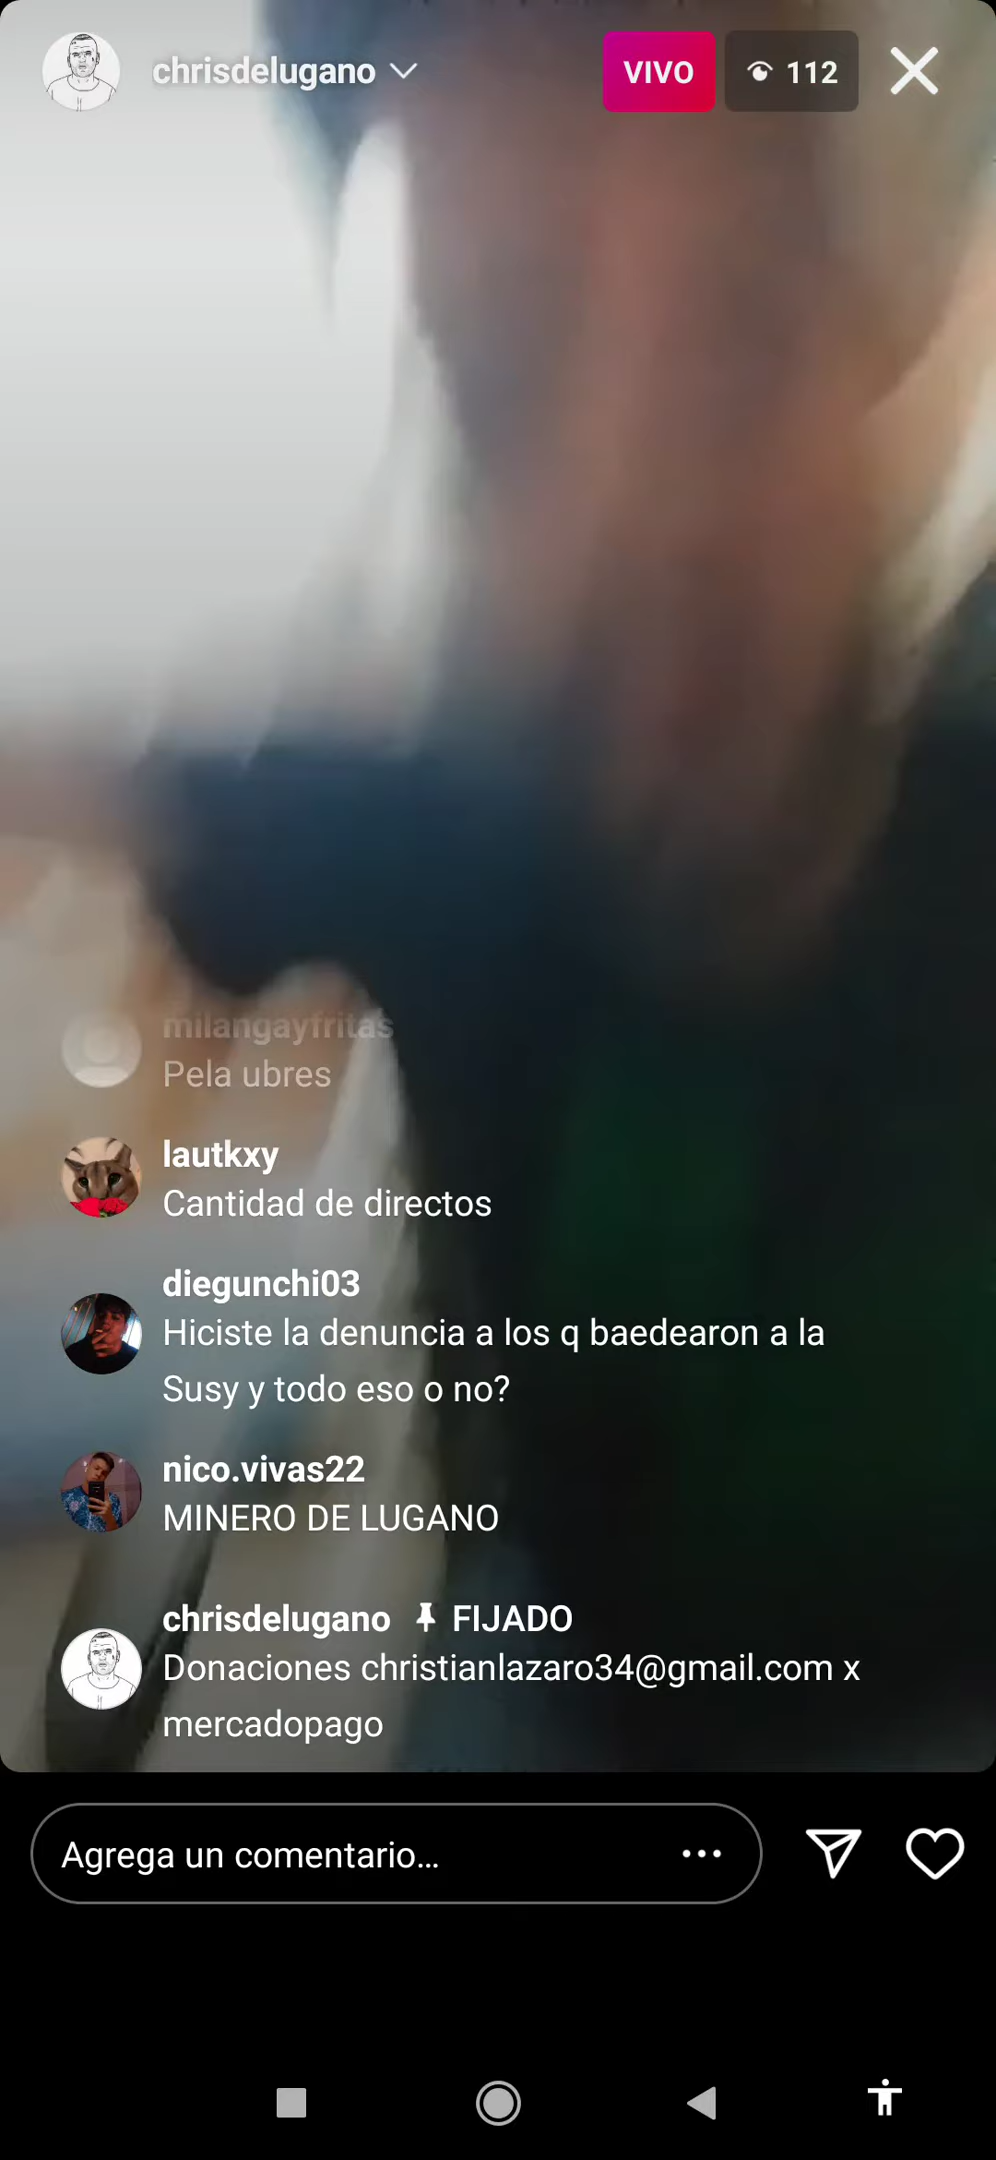 chrisdelugano
VIVO
112
milangayfritas
Pela ubres
lautkxy
Cantidad de directos
diegunchi03
Hiciste la denuncia a los q baedearon a la
Susy y todo eso o no?
nico.vivas22
MINERO DE LUGANO
chrisdelugano FIJADO
Donaciones christianlazaro34@gmail.com x
mercadopago
Agrega un comentario...